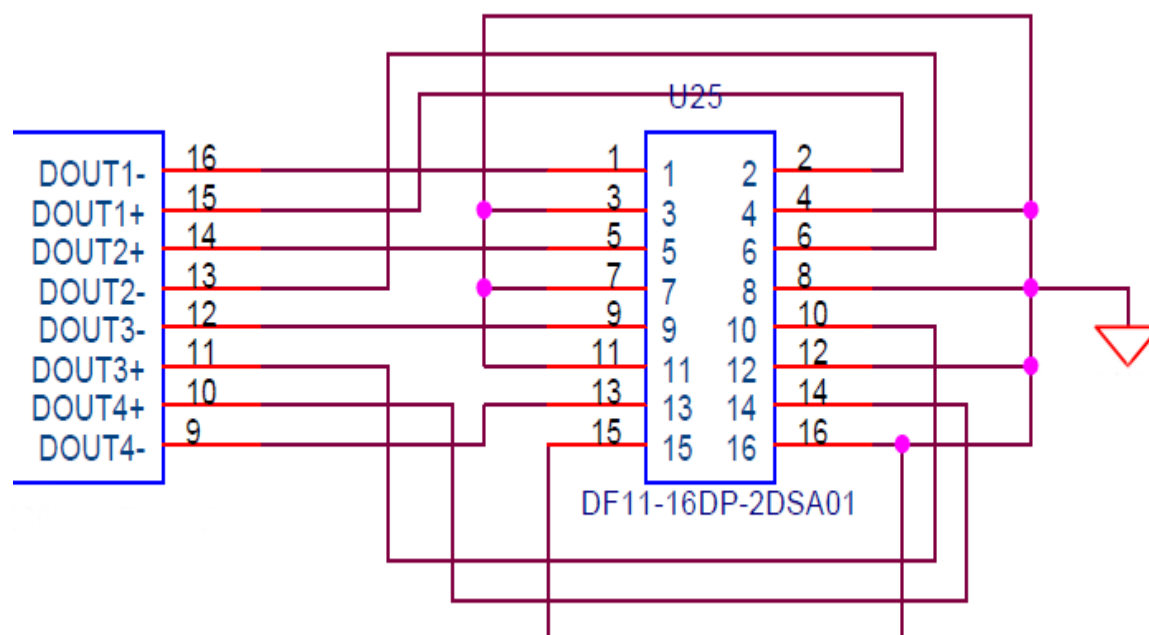 U25
DOUT1- 16 1 1 2 2
DOUT1+ 15 3 3 4 4
DOUT2+ 14 5 5 6 6
DOUT2- 13 7 7 8 8
DOUT3- 12 9 9 10 10
DOUT3+ 11 11 11 12 12
DOUT4+ 10 13 13 14 14
DOUT4- 9 15 15 16 16
DF11-16DP-2DSA01